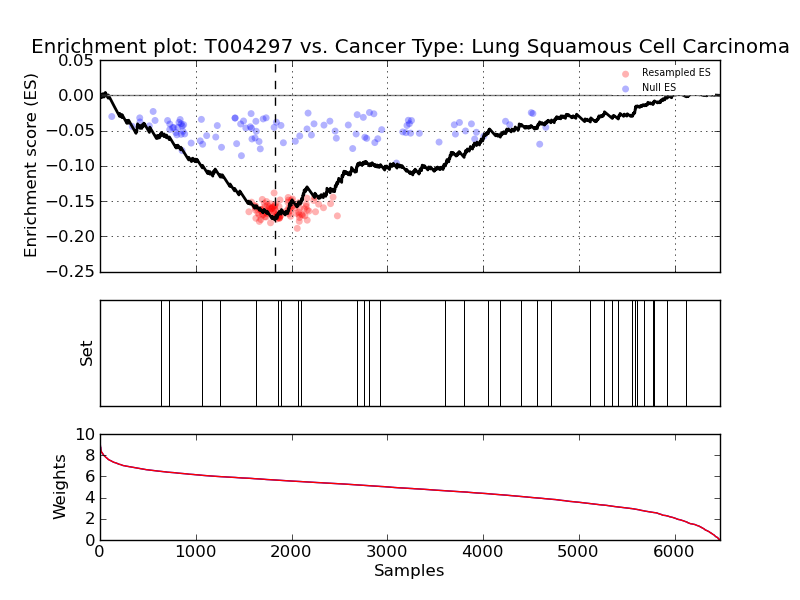 Enrichment plot: T004297 vs. Cancer Type: Lung Squamous Cell Carcinoma
0.05
0.00
−0.05
−0.10
−0.15
−0.20
−0.25
Enrichment score (ES)
Resampled ES
Null ES
Set
10
8
6
4
2
0
Weights
0 1000 2000 3000 4000 5000 6000
Samples